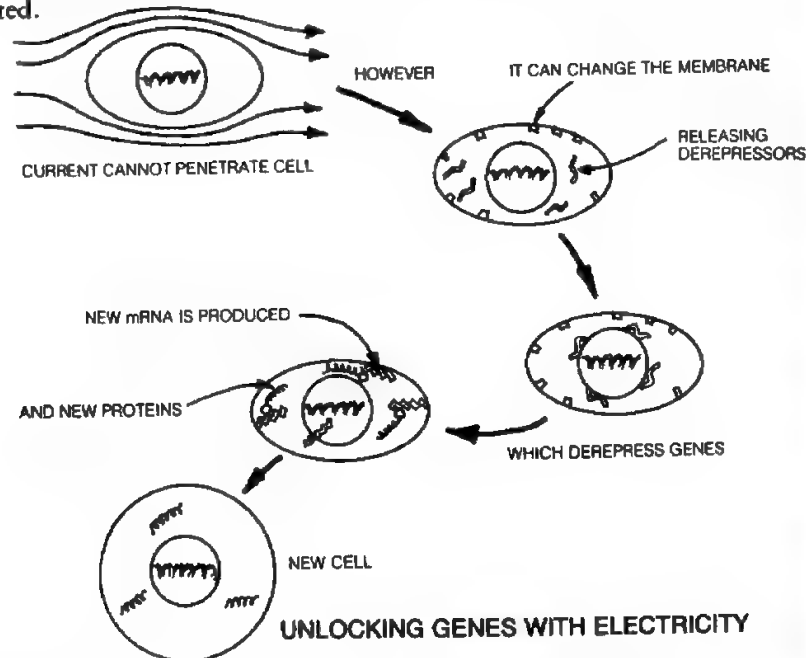 ted.
CURRENT CANNOT PENETRATE CELL
HOWEVER
IT CAN CHANGE THE MEMBRANE
RELEASING
DEREPRESSORS
WHICH DEREPRESS GENES
NEW mRNA IS PRODUCED
AND NEW PROTEINS
NEW CELL
UNLOCKING GENES WITH ELECTRICITY